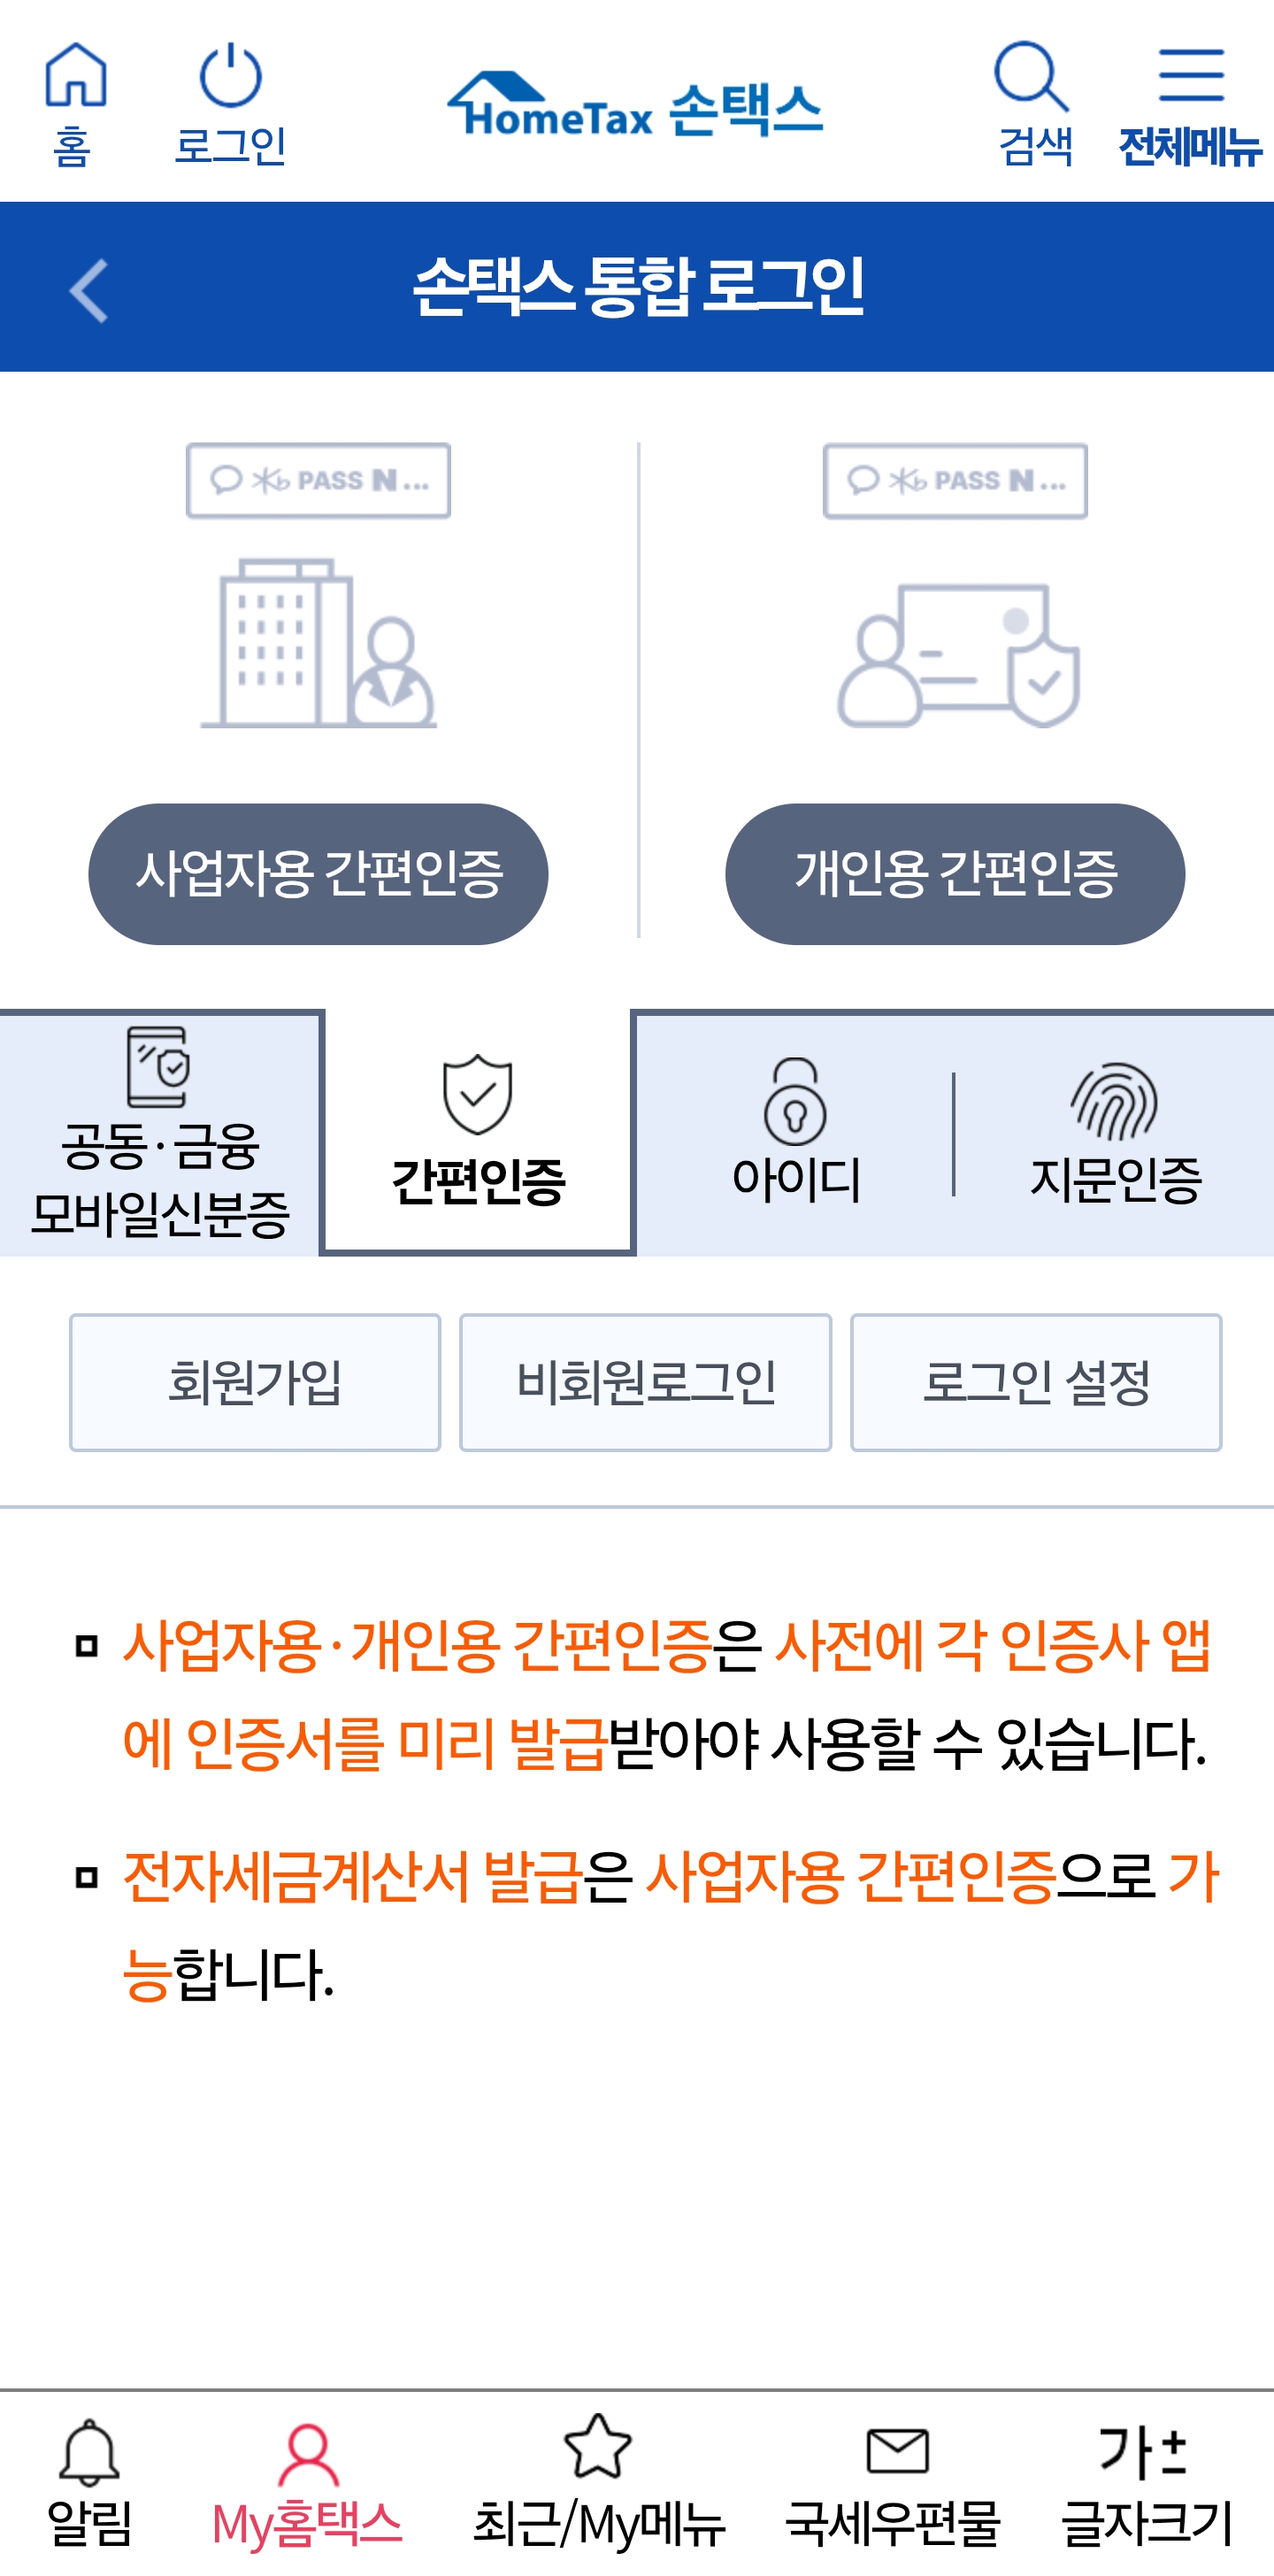 홈
로그인
HomeTax 손택스
검색
전체메뉴
손택스 통합 로그인
PASS N ...
PASS N ...
사업자용 간편인증
개인용 간편인증
공동 · 금융
모바일신분증
간편인증
아이디
지문인증
회원가입
비회원로그인
로그인 설정
사업자용 · 개인용 간편인증은 사전에 각 인증사 앱
에 인증서를 미리 발급받아야 사용할 수 있습니다.
전자세금계산서 발급은 사업자용 간편인증으로 가
능합니다.
가±
알림
My홈택스
최근/My메뉴
국세우편물
글자크기